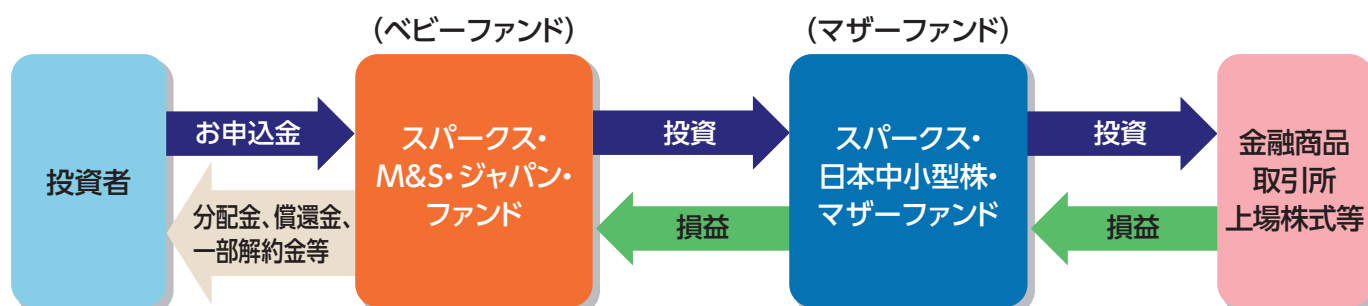 (ベビーファンド)
(マザーファンド)
投資者
お申込金
分配金、償還金、
一部解約金等
スパークス・
M&S・ジャパン・
ファンド
投資
損益
スパークス・
日本中小型株・
マザーファンド
投資
損益
金融商品
取引所
上場株式等